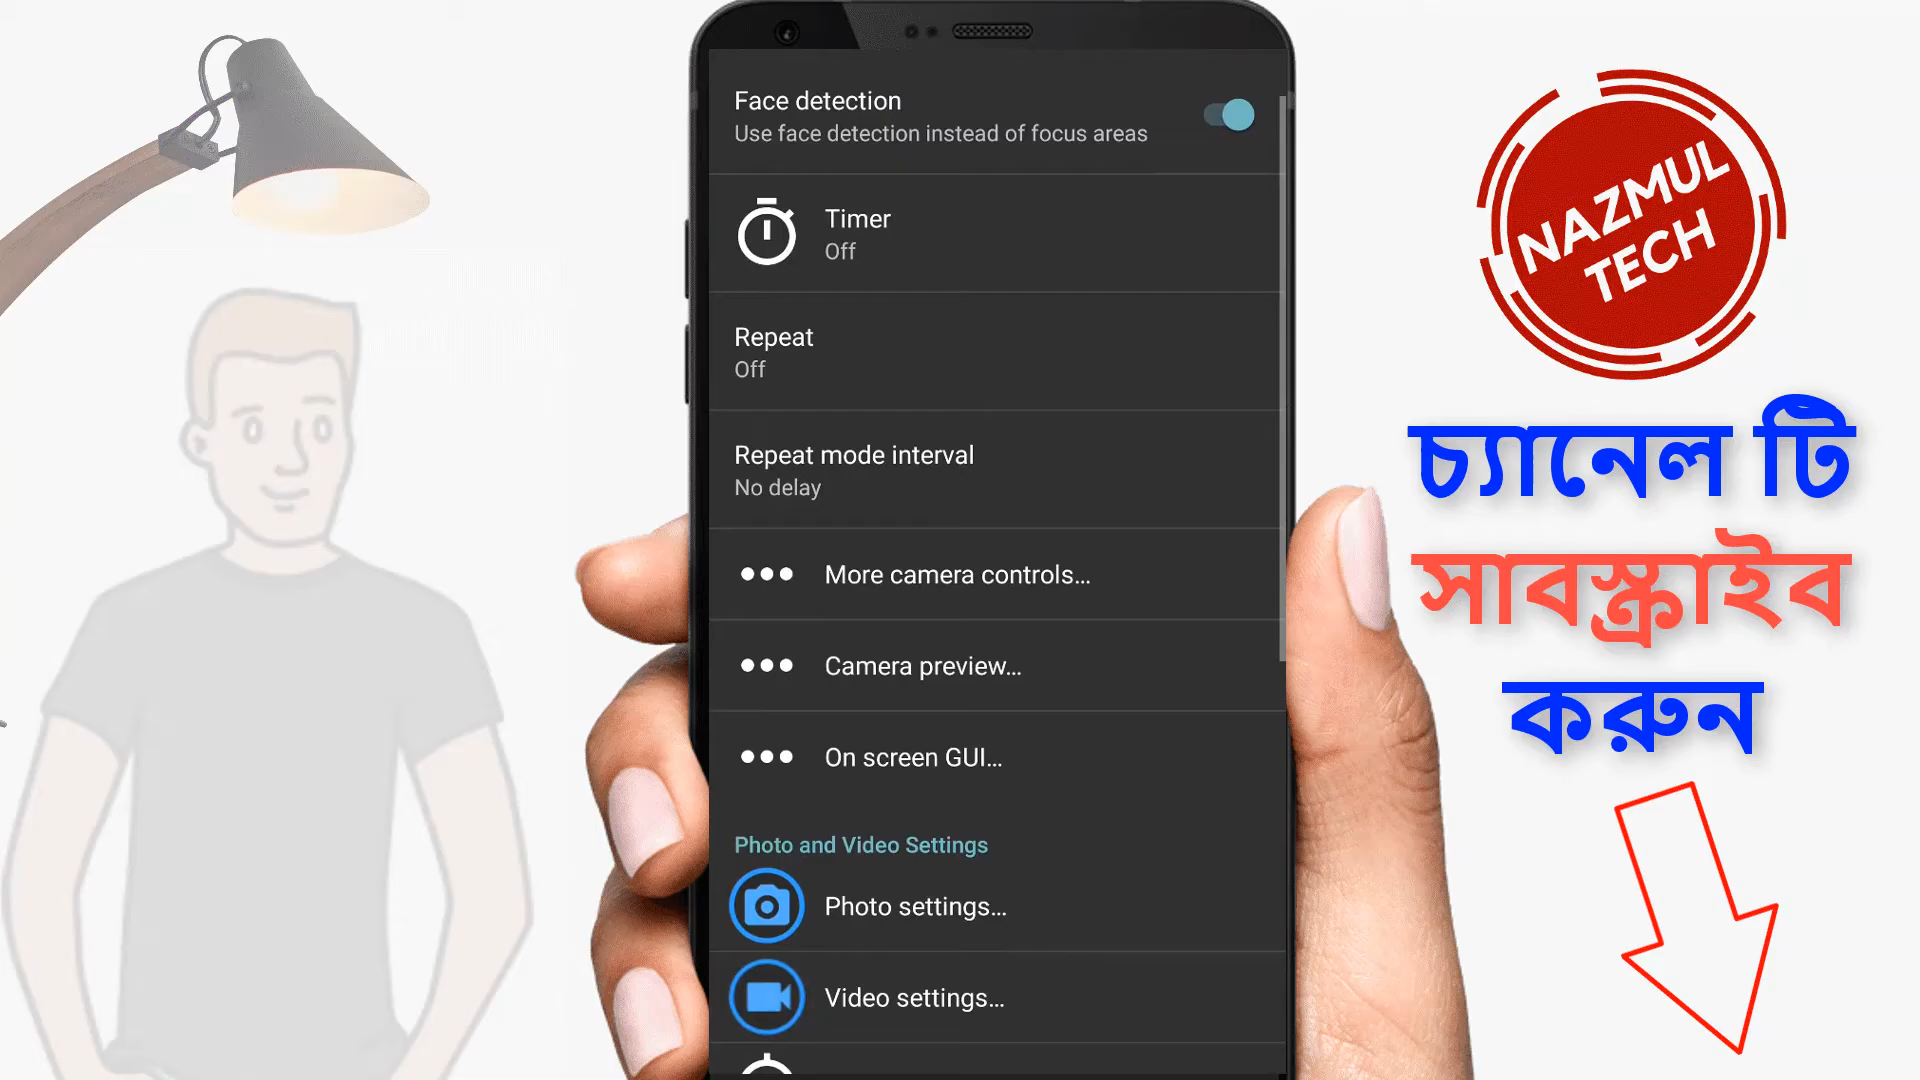 Face detection
Use face detection instead of focus areas
Timer
Off
Repeat
Off
Repeat mode interval
No delay
More camera controls...
Camera preview...
On screen GUI...
Photo and Video Settings
Photo settings...
Video settings...
NAZMUL
TECH
চ্যানেল টি
সাবস্ক্রাইব
করুন